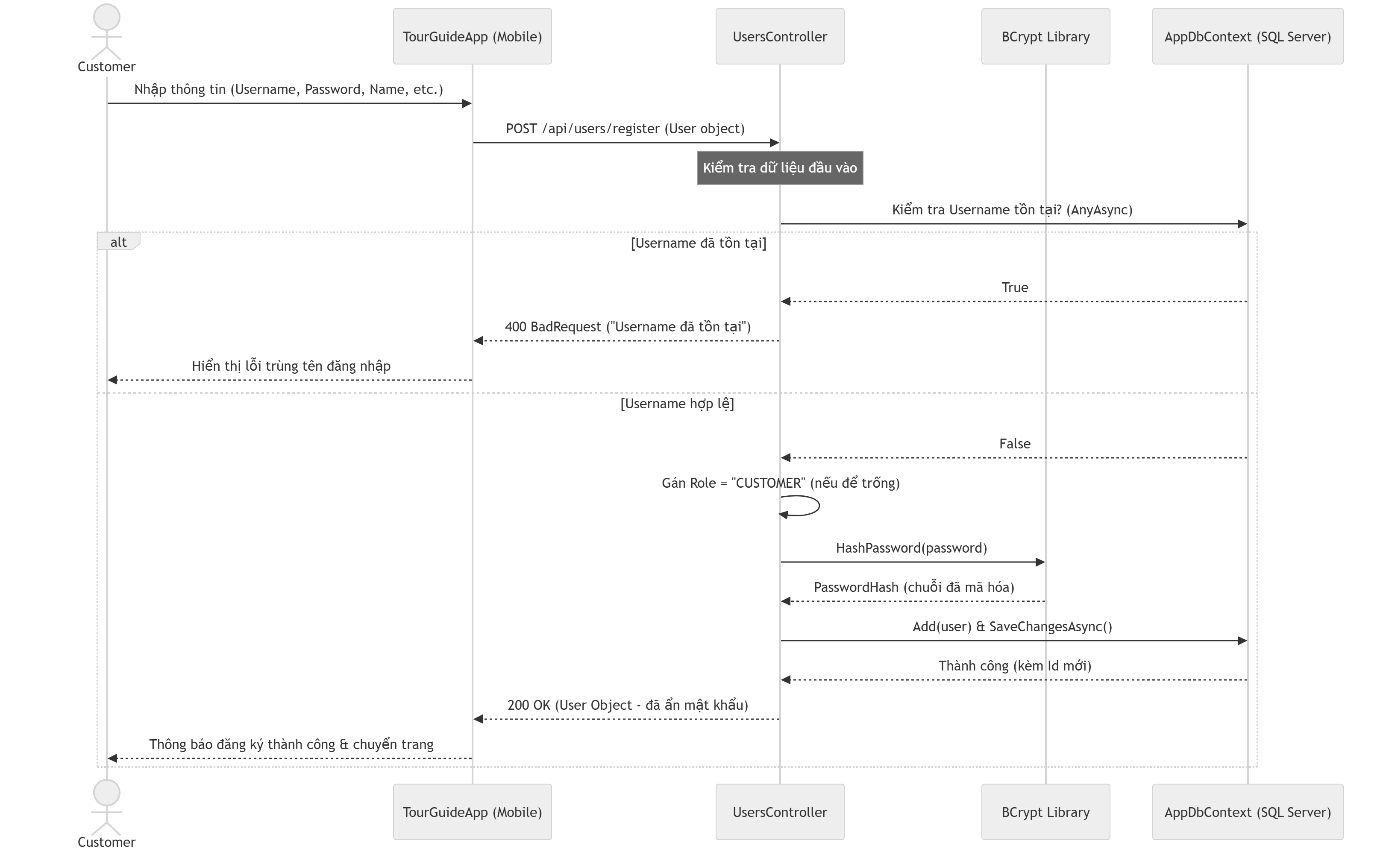 Customer
TourGuideApp (Mobile)
UsersController
BCrypt Library
AppDbContext (SQL Server)
Nhập thông tin (Username, Password, Name, etc.)
POST /api/users/register (User object)
Kiểm tra dữ liệu đầu vào
Kiểm tra Username tồn tại? (AnyAsync)
alt
[Username đã tồn tại]
True
400 BadRequest ("Username đã tồn tại")
Hiển thị lỗi trùng tên đăng nhập
[Username hợp lệ]
False
Gán Role = "CUSTOMER" (nếu để trống)
HashPassword(password)
PasswordHash (chuỗi đã mã hóa)
Add(user) & SaveChangesAsync()
Thành công (kèm Id mới)
200 OK (User Object - đã ẩn mật khẩu)
Thông báo đăng ký thành công & chuyển trang
Customer
TourGuideApp (Mobile)
UsersController
BCrypt Library
AppDbContext (SQL Server)